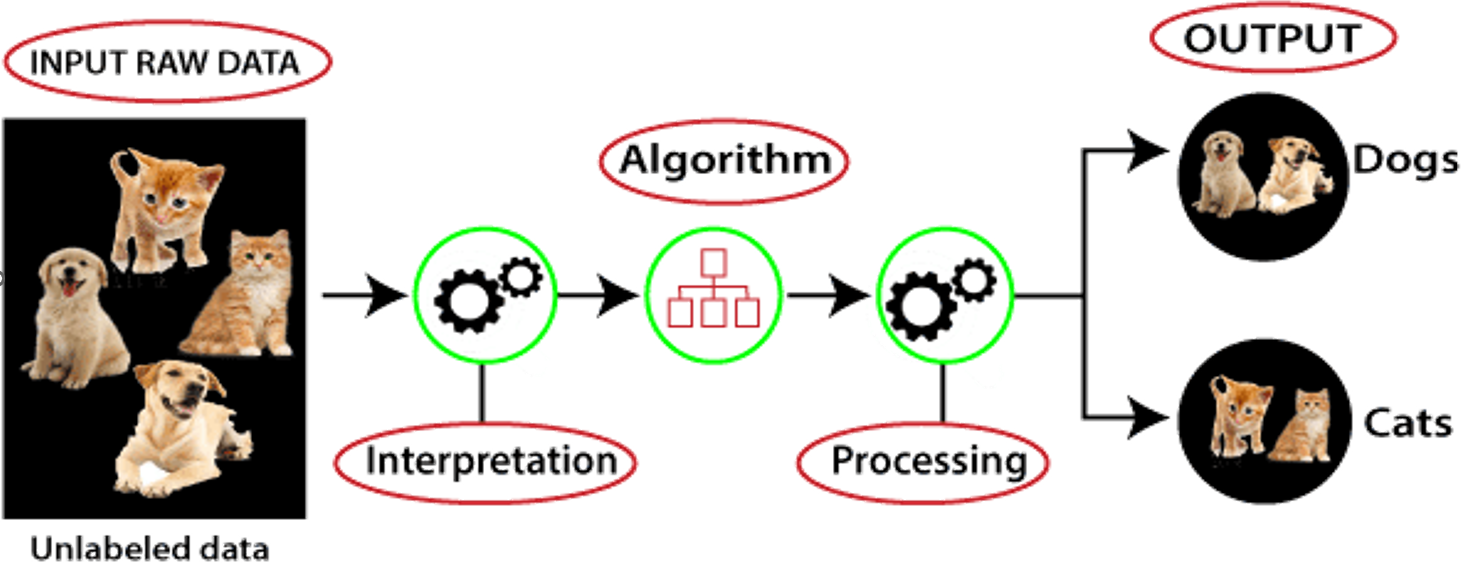 INPUT RAW DATA
OUTPUT
Algorithm
Dogs
Interpretation
Processing
Cats
Unlabeled data